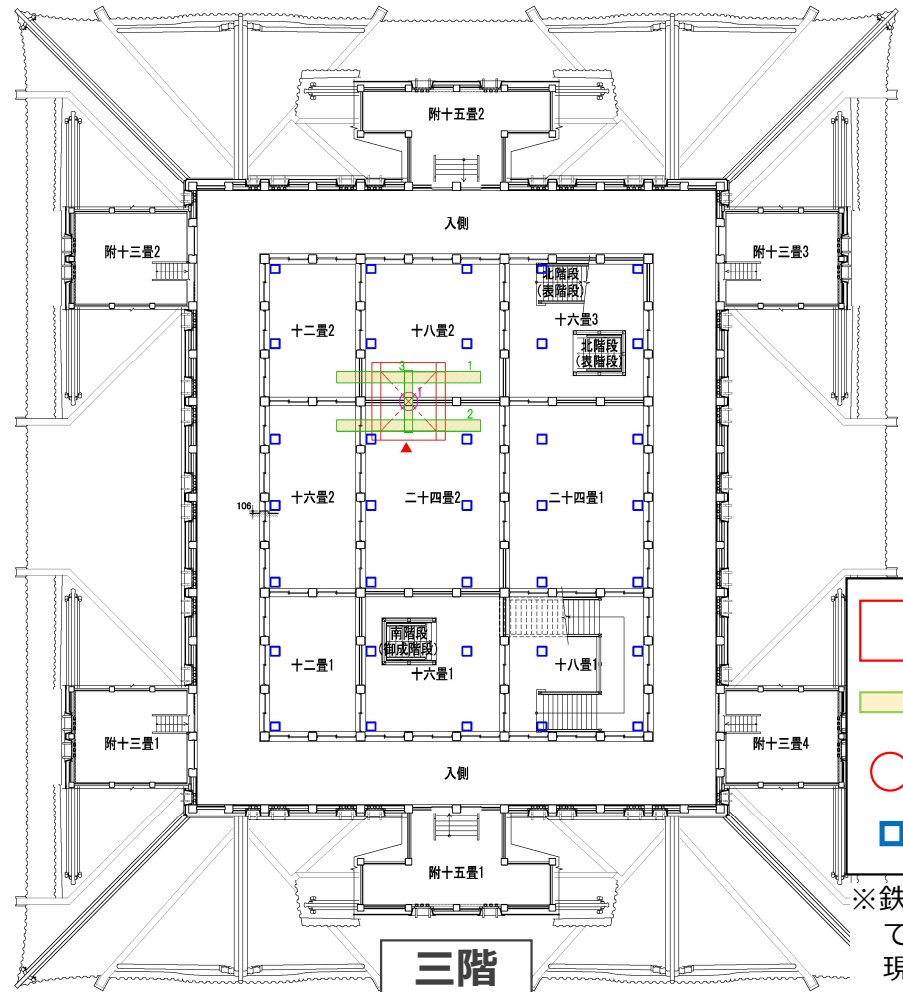 附十五畳2
入側
附十三畳2
附十三畳3
北階段
(表階段)
十二畳2
十八畳2
十六畳3
北階段
(表階段)
3
1
r
2
十六畳2
二十四畳2
二十四畳1
106
南階段
(御成階段)
十二畳1
十六畳1
十八畳1
附十三畳1
附十三畳4
入側
附十五畳1
三階
※鉄
て
現